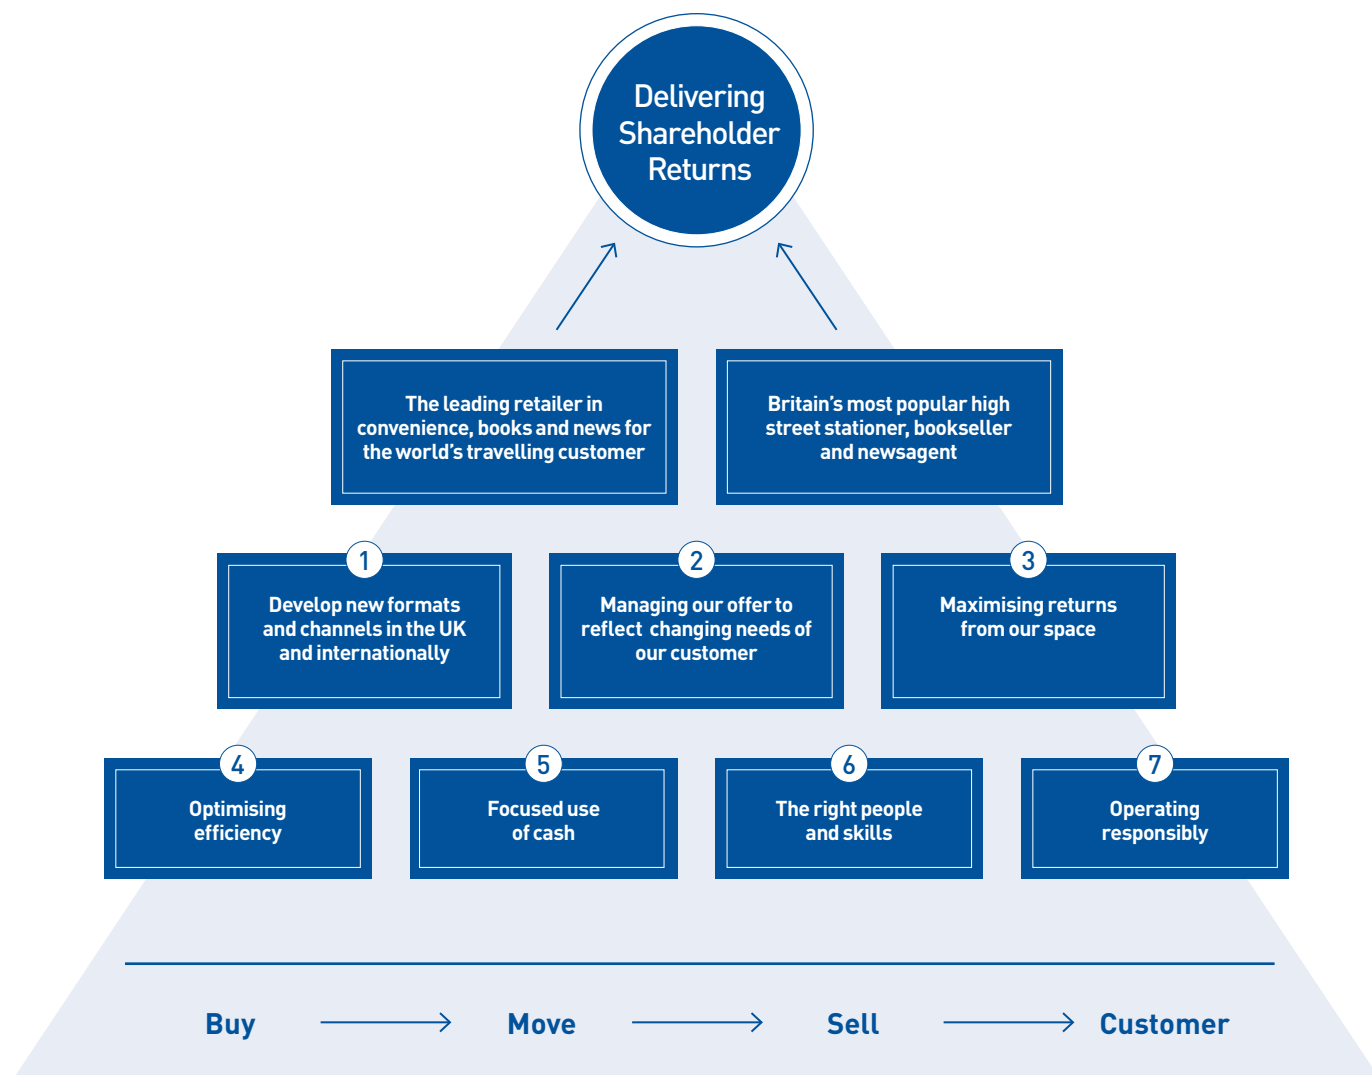 Delivering
Shareholder
Returns
The leading retailer in
convenience, books and news for
the world’s travelling customer
Britain’s most popular high
street stationer, bookseller
and newsagent
1
Develop new formats
and channels in the UK
and internationally
2
Managing our offer to
reflect changing needs of
our customer
3
Maximising returns
from our space
4
Optimising
efficiency
5
Focused use
of cash
6
The right people
and skills
7
Operating
responsibly
Buy
Move
Sell
Customer